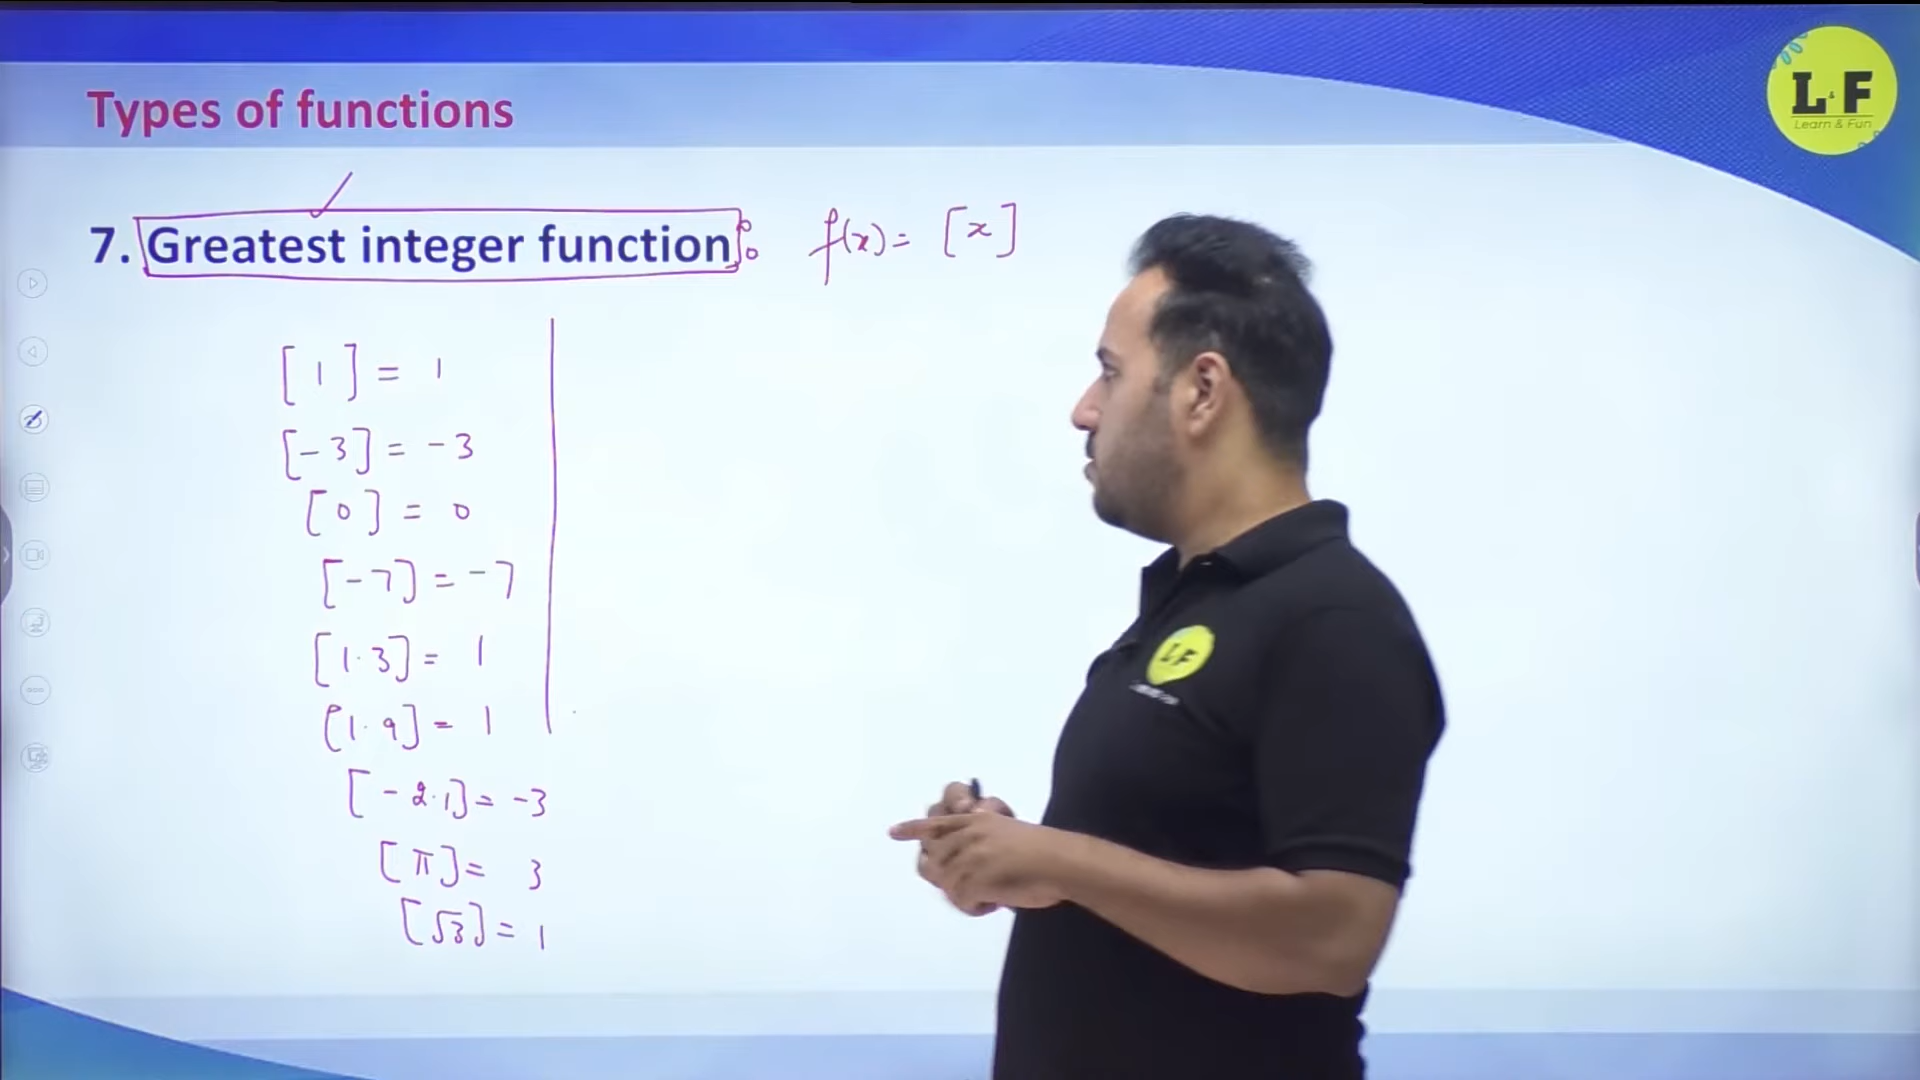 Types of functions
L&F
Learn & Fun
7. Greatest integer function: f(x) = [x]
[1] = 1
[-3] = -3
[0] = 0
[-7] = -7
[1.3] = 1
[1.9] = 1
[-2.1] = -3
[π] = 3
[√3] = 1
LF